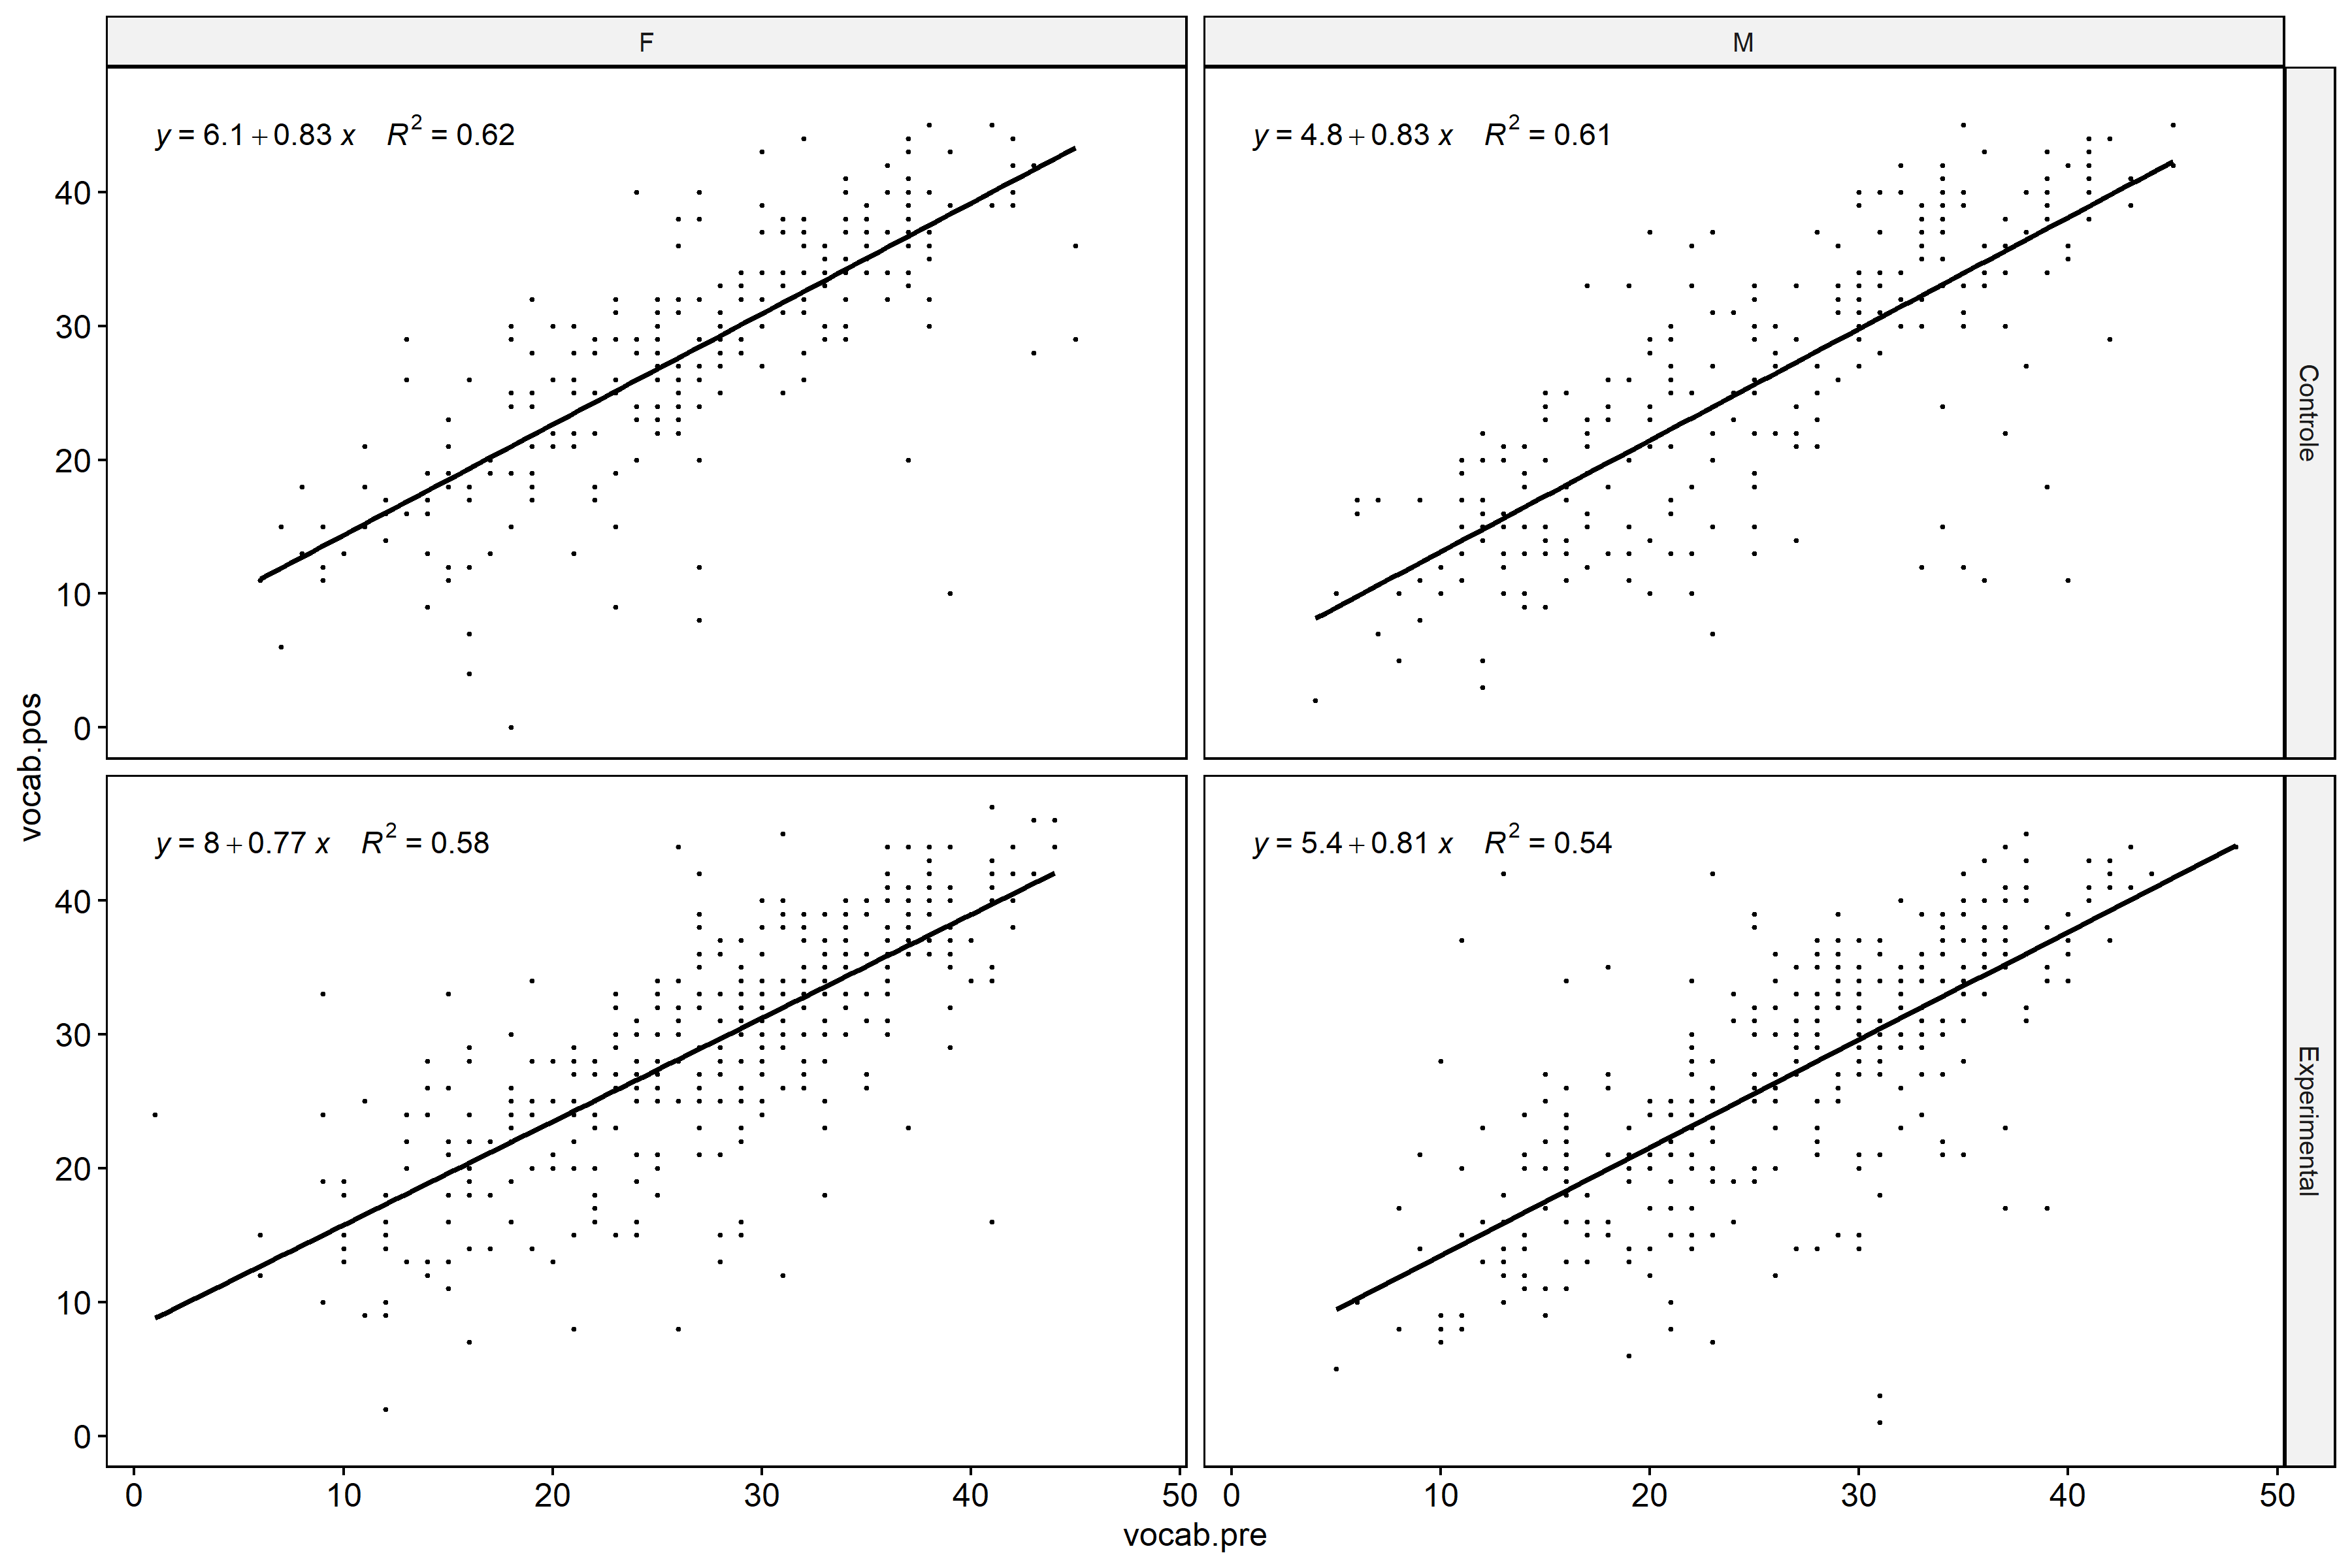 F
M
y = 6.1 + 0.83 x R² = 0.62
y = 4.8 + 0.83 x R² = 0.61
40
30
20
10
0
Controle
vocab.pos
y = 8 + 0.77 x R² = 0.58
y = 5.4 + 0.81 x R² = 0.54
40
30
20
10
0
Experimental
0 10 20 30 40 50
0 10 20 30 40 50
vocab.pre